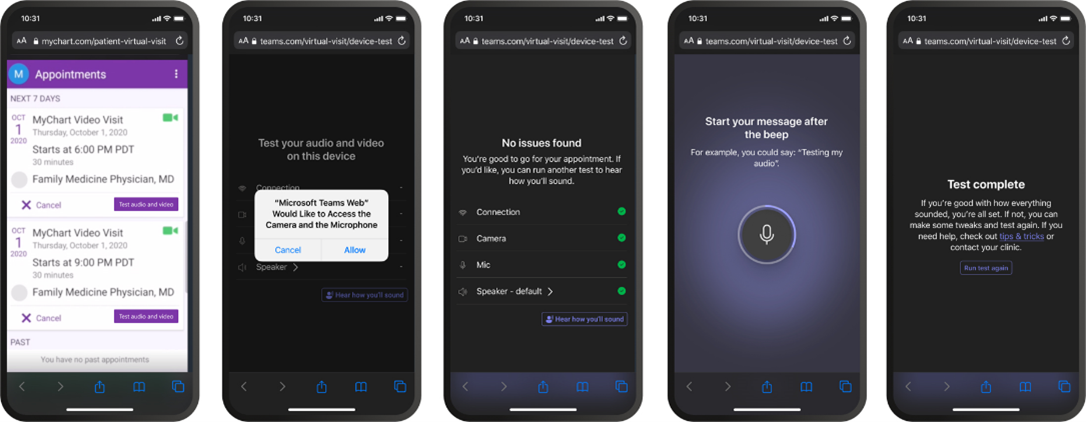 10:31
AA mychart.com/patient-virtual-visit
M Appointments
NEXT 7 DAYS
OCT
1
2020
MyChart Video Visit
Thursday, October 1, 2020
Starts at 6:00 PM PDT
30 minutes
Family Medicine Physician, MD
Cancel
Test audio and video
OCT
1
2020
MyChart Video Visit
Thursday, October 1, 2020
Starts at 9:00 PM PDT
30 minutes
Family Medicine Physician, MD
Cancel
Test audio and video
PAST
You have no past appointments
10:31
AA teams.com/virtual-visit/device-test
Test your audio and video
on this device
Connection -
"Microsoft Teams Web"
Would Like to Access the
Camera and the Microphone
Cancel Allow
Speaker -
Hear how you'll sound
10:31
AA teams.com/virtual-visit/device-test
No issues found
You're good to go for your appointment. If
you'd like, you can run another test to hear
how you'll sound.
Connection
Camera
Mic
Speaker - default
Hear how you'll sound
10:31
AA teams.com/virtual-visit/device-test
Start your message after
the beep
For example, you could say: "Testing my
audio".
10:31
AA teams.com/virtual-visit/device-test
Test complete
If you're good with how everything
sounded, you're all set. If not, you can
make some tweaks and test again. If you
need help, check out tips & tricks or
contact your clinic.
Run test again